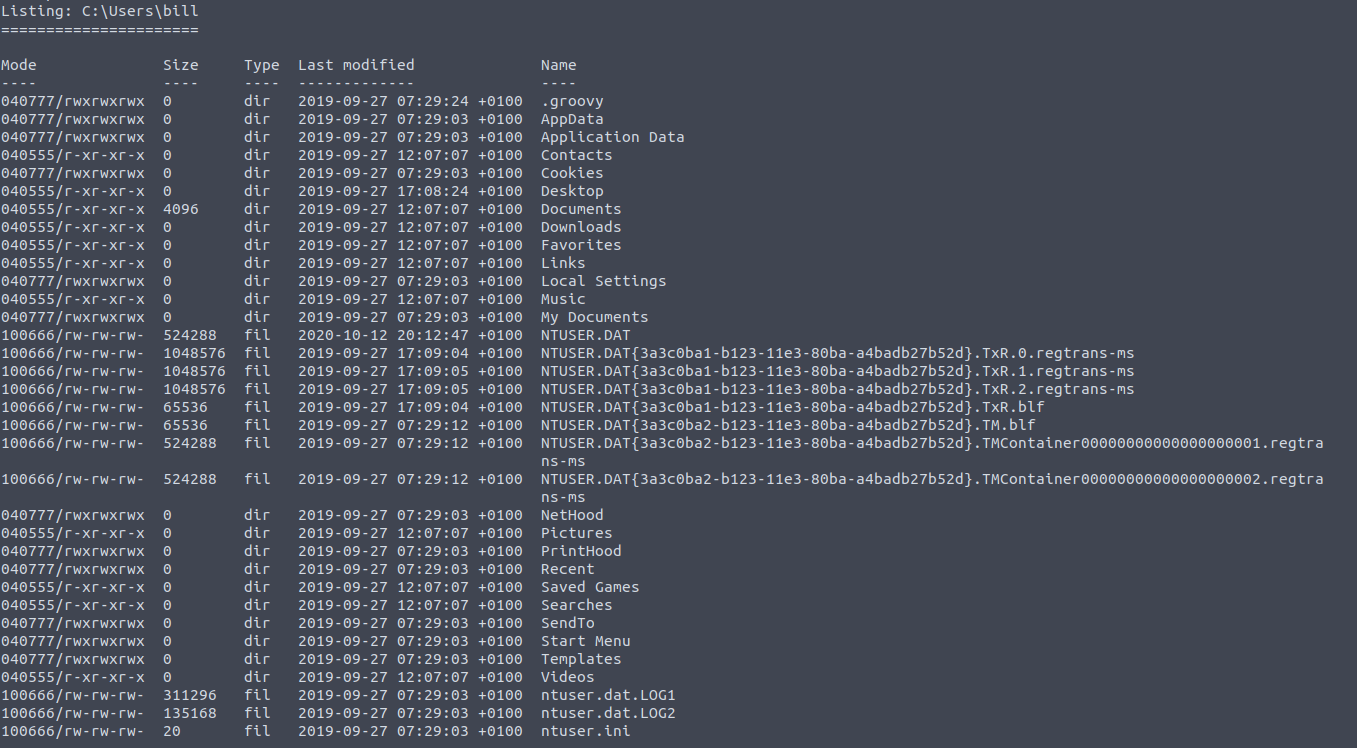 Listing: C:\Users\bill
======================
Mode Size Type Last modified Name
---- ---- ---- ------------- ----
040777/rwxrwxrwx 0 dir 2019-09-27 07:29:24 +0100 .groovy
040777/rwxrwxrwx 0 dir 2019-09-27 07:29:03 +0100 AppData
040777/rwxrwxrwx 0 dir 2019-09-27 07:29:03 +0100 Application Data
040555/r-xr-xr-x 0 dir 2019-09-27 12:07:07 +0100 Contacts
040777/rwxrwxrwx 0 dir 2019-09-27 07:29:03 +0100 Cookies
040555/r-xr-xr-x 0 dir 2019-09-27 17:08:24 +0100 Desktop
040555/r-xr-xr-x 4096 dir 2019-09-27 12:07:07 +0100 Documents
040555/r-xr-xr-x 0 dir 2019-09-27 12:07:07 +0100 Downloads
040555/r-xr-xr-x 0 dir 2019-09-27 12:07:07 +0100 Favorites
040555/r-xr-xr-x 0 dir 2019-09-27 12:07:07 +0100 Links
040777/rwxrwxrwx 0 dir 2019-09-27 07:29:03 +0100 Local Settings
040555/r-xr-xr-x 0 dir 2019-09-27 12:07:07 +0100 Music
040777/rwxrwxrwx 0 dir 2019-09-27 07:29:03 +0100 My Documents
100666/rw-rw-rw- 524288 fil 2020-10-12 20:12:47 +0100 NTUSER.DAT
100666/rw-rw-rw- 1048576 fil 2019-09-27 17:09:04 +0100 NTUSER.DAT{3a3c0ba1-b123-11e3-80ba-a4badb27b52d}.TxR.0.regtrans-ms
100666/rw-rw-rw- 1048576 fil 2019-09-27 17:09:05 +0100 NTUSER.DAT{3a3c0ba1-b123-11e3-80ba-a4badb27b52d}.TxR.1.regtrans-ms
100666/rw-rw-rw- 1048576 fil 2019-09-27 17:09:05 +0100 NTUSER.DAT{3a3c0ba1-b123-11e3-80ba-a4badb27b52d}.TxR.2.regtrans-ms
100666/rw-rw-rw- 65536 fil 2019-09-27 17:09:04 +0100 NTUSER.DAT{3a3c0ba1-b123-11e3-80ba-a4badb27b52d}.TxR.blf
100666/rw-rw-rw- 65536 fil 2019-09-27 07:29:12 +0100 NTUSER.DAT{3a3c0ba2-b123-11e3-80ba-a4badb27b52d}.TM.blf
100666/rw-rw-rw- 524288 fil 2019-09-27 07:29:12 +0100 NTUSER.DAT{3a3c0ba2-b123-11e3-80ba-a4badb27b52d}.TMContainer00000000000000000001.regtra
ns-ms
100666/rw-rw-rw- 524288 fil 2019-09-27 07:29:12 +0100 NTUSER.DAT{3a3c0ba2-b123-11e3-80ba-a4badb27b52d}.TMContainer00000000000000000002.regtra
ns-ms
040777/rwxrwxrwx 0 dir 2019-09-27 07:29:03 +0100 NetHood
040555/r-xr-xr-x 0 dir 2019-09-27 12:07:07 +0100 Pictures
040777/rwxrwxrwx 0 dir 2019-09-27 07:29:03 +0100 PrintHood
040777/rwxrwxrwx 0 dir 2019-09-27 07:29:03 +0100 Recent
040555/r-xr-xr-x 0 dir 2019-09-27 12:07:07 +0100 Saved Games
040555/r-xr-xr-x 0 dir 2019-09-27 12:07:07 +0100 Searches
040777/rwxrwxrwx 0 dir 2019-09-27 07:29:03 +0100 SendTo
040777/rwxrwxrwx 0 dir 2019-09-27 07:29:03 +0100 Start Menu
040777/rwxrwxrwx 0 dir 2019-09-27 07:29:03 +0100 Templates
040555/r-xr-xr-x 0 dir 2019-09-27 12:07:07 +0100 Videos
100666/rw-rw-rw- 311296 fil 2019-09-27 07:29:03 +0100 ntuser.dat.LOG1
100666/rw-rw-rw- 135168 fil 2019-09-27 07:29:03 +0100 ntuser.dat.LOG2
100666/rw-rw-rw- 20 fil 2019-09-27 07:29:03 +0100 ntuser.ini